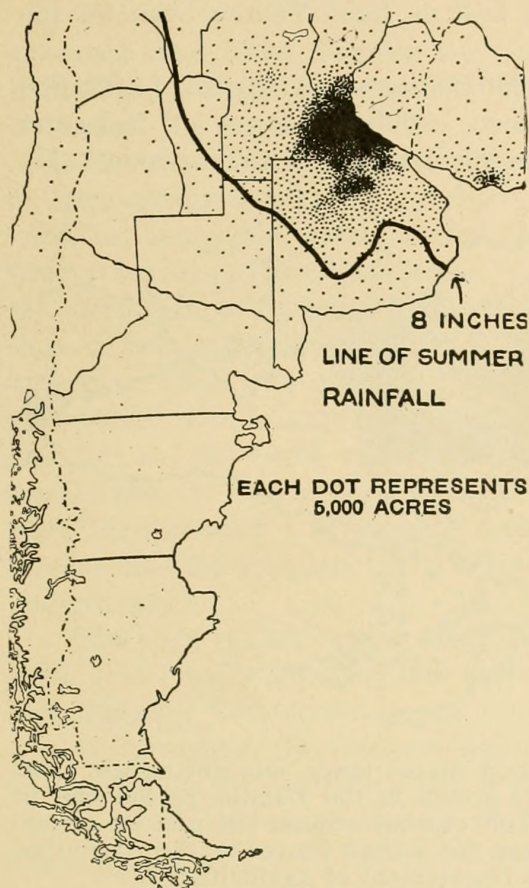 8 INCHES
LINE OF SUMMER
RAINFALL
EACH DOT REPRESENTS
5,000 ACRES